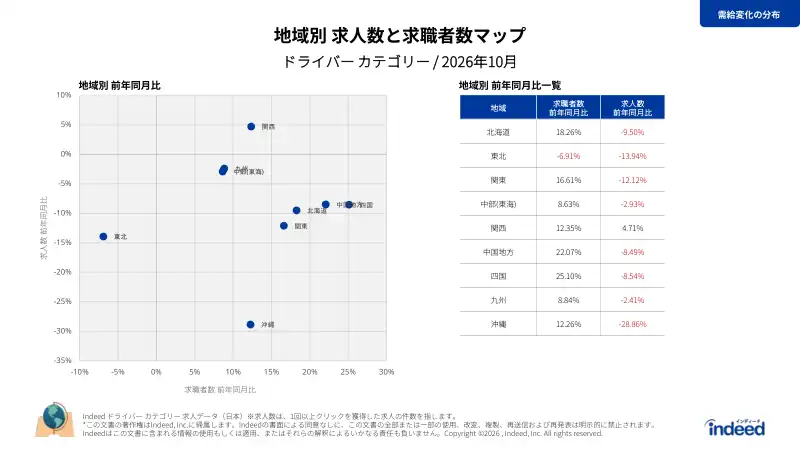 需給変化の分布
地域別 求人数と求職者数マップ
ドライバー カテゴリー / 2026年10月
地域別 前年同月比
10%
5%
0%
-5%
-10%
-15%
-20%
-25%
-30%
-35%
求人数 前年同月比
関西
九州
中部(東海)
中国地方
四国
北海道
関東
東北
沖縄
-10%
-5%
0%
5%
10%
15%
20%
25%
30%
求職者数 前年同月比
地域別 前年同月比一覧
地域 求職者数 前年同月比 求人数 前年同月比
北海道 18.26% -9.50%
東北 -6.91% -13.94%
関東 16.61% -12.12%
中部(東海) 8.63% -2.93%
関西 12.35% 4.71%
中国地方 22.07% -8.49%
四国 25.10% -8.54%
九州 8.84% -2.41%
沖縄 12.26% -28.86%
Indeed ドライバー カテゴリー 求人データ（日本）※求人数は、1回以上クリックを獲得した求人の件数を指します。
*この文書の著作権はIndeed, Inc.に帰属します。Indeedの書面による同意なしに、この文書の全部または一部の使用、改変、複製、再送信および再発表は明示的に禁止されます。
Indeedはこの文書に含まれる情報の使用もしくは適用、またはそれらの解釈によるいかなる責任も負いません。Copyright ©2026 , Indeed, Inc. All rights reserved.
インディード
indeed